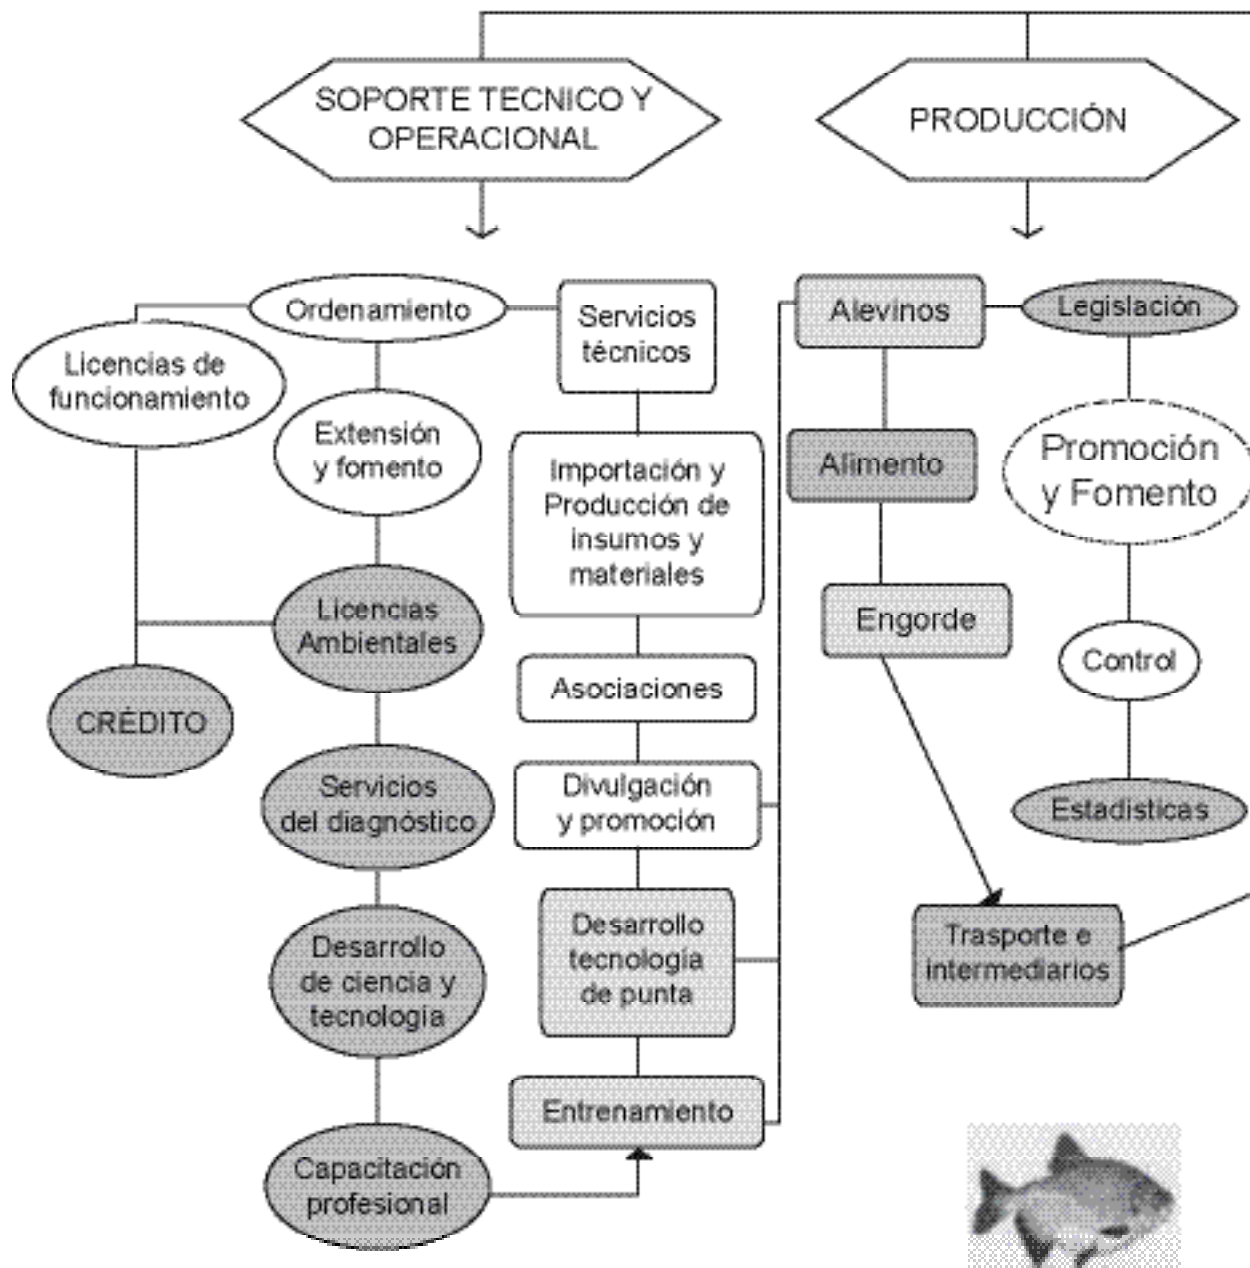 SOPORTE TECNICO Y
OPERACIONAL
PRODUCCIÓN
Ordenamiento
Licencias de
funcionamiento
Extensión
y fomento
Licencias
Ambientales
CRÉDITO
Servicios
del diagnóstico
Desarrollo
de ciencia y
tecnología
Capacitación
profesional
Servicios
técnicos
Importación y
Producción de
insumos y
materiales
Asociaciones
Divulgación
y promoción
Desarrollo
tecnología
de punta
Entrenamiento
Alevinos
Alimento
Engorde
Trasporte e
intermediarios
Legislación
Promoción
y Fomento
Control
Estadisticas